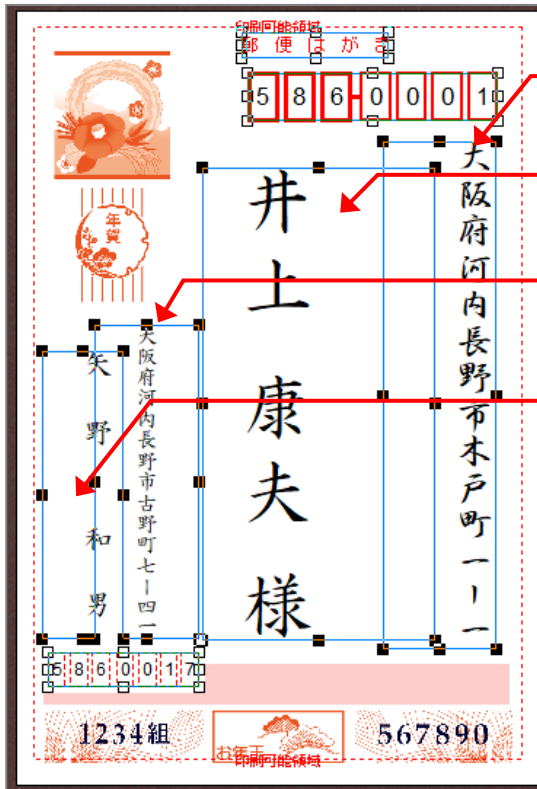 印刷可能領域
郵便はがき
586-0001
大阪府河内長野市木戸町一ー一
井上康夫様
年賀
大阪府河内長野市古野町七ー四一
矢野和男
5860017
1234組
お年玉
567890
印刷可能領域